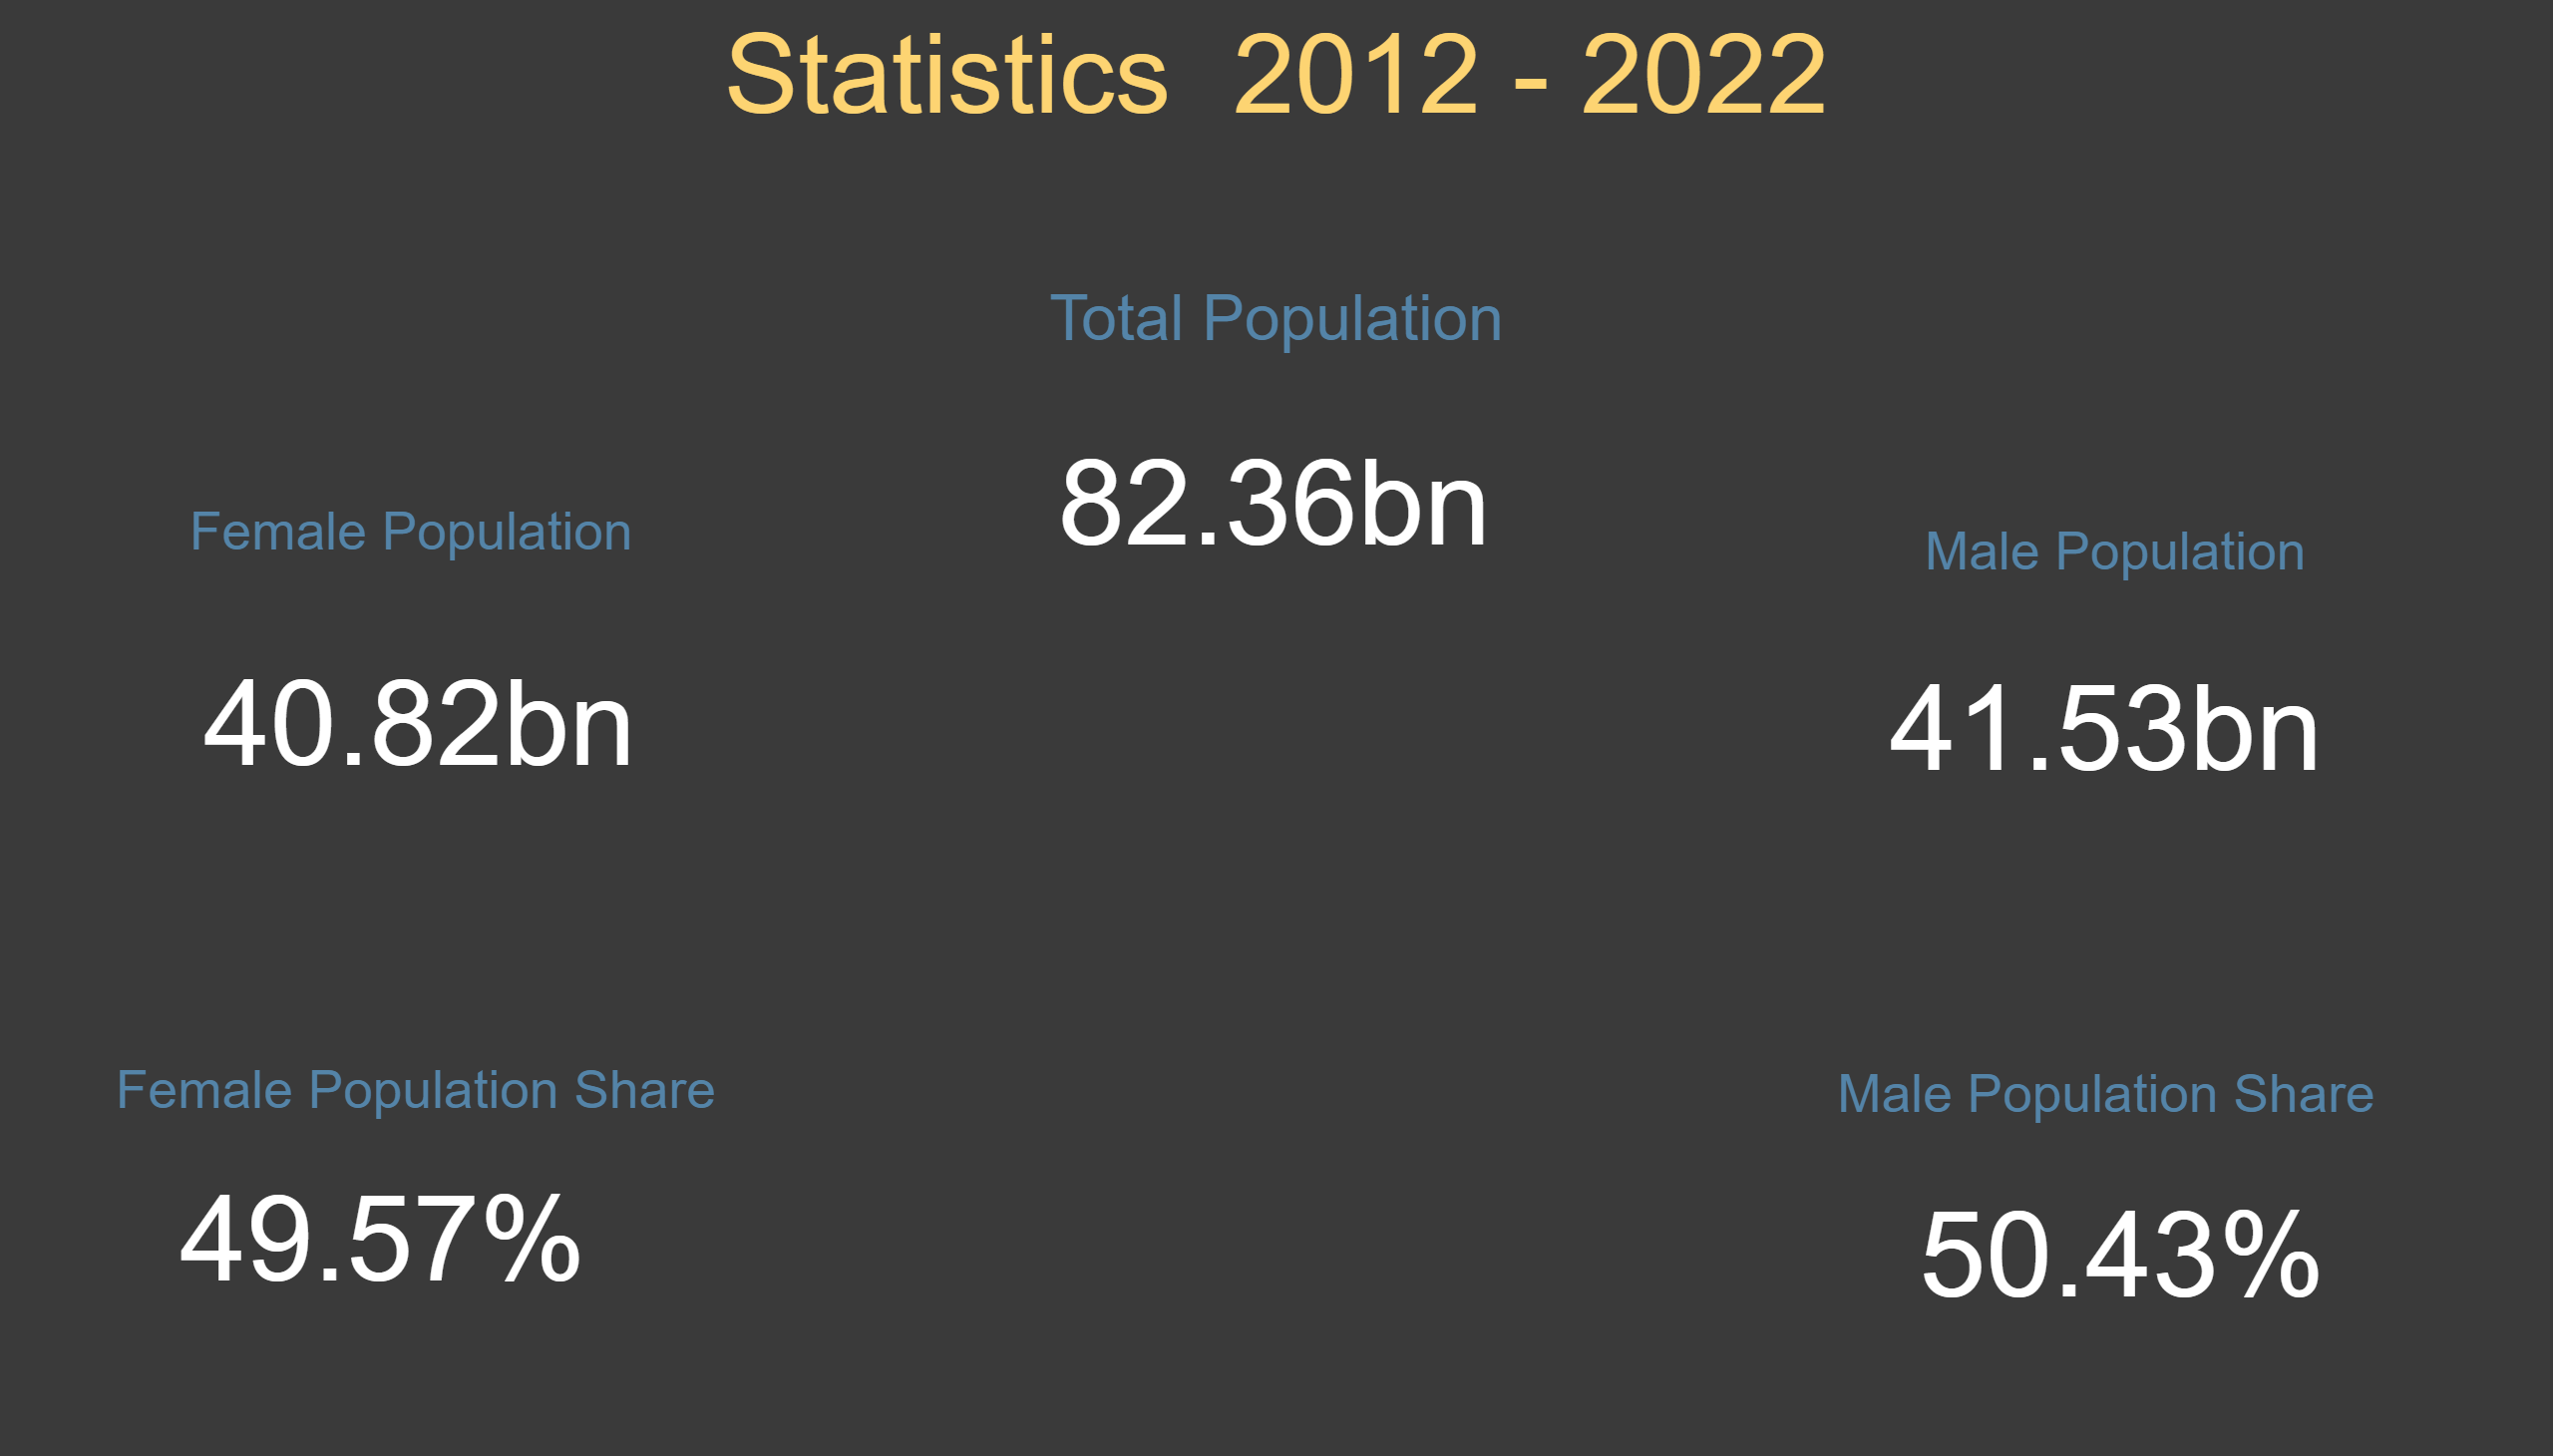 Statistics  2012 - 2022
Total Population
82.36bn
Female Population
40.82bn
Male Population
41.53bn
Female Population Share
49.57%
Male Population Share
50.43%